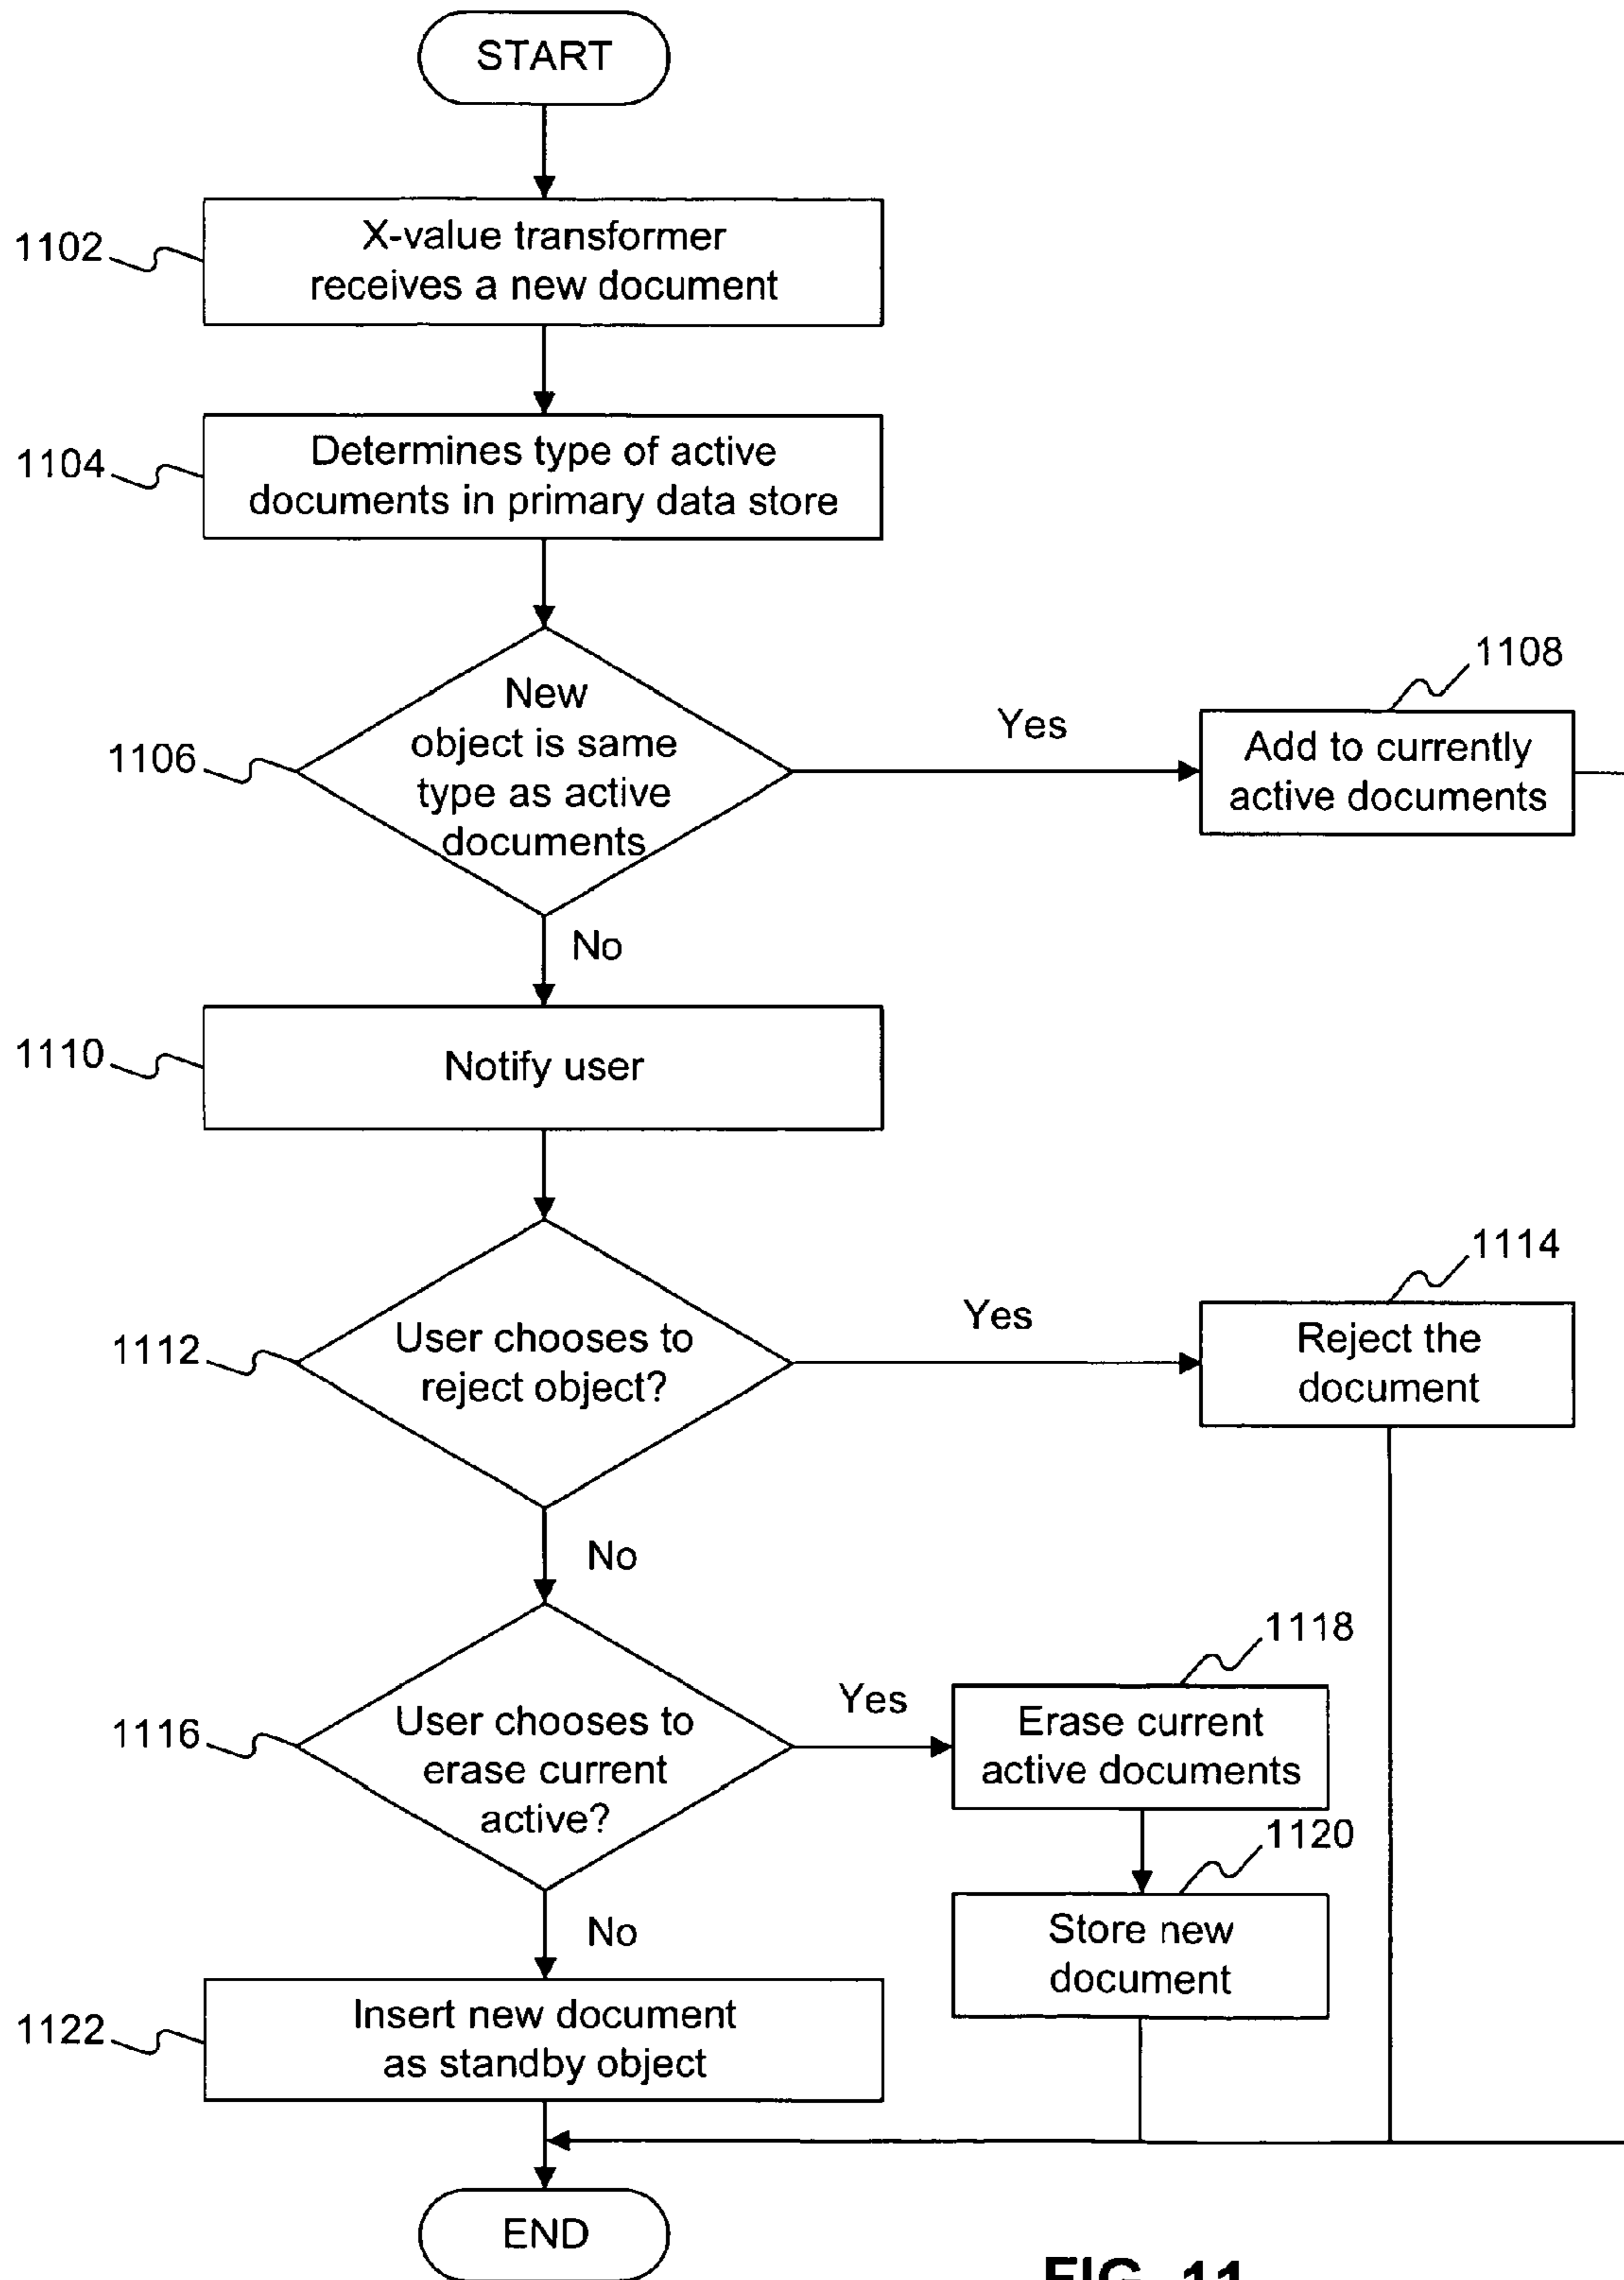 START
1102
X-value transformer
receives a new document
1104
Determines type of active
documents in primary data store
1106
New
object is same
type as active
documents
Yes
1108
Add to currently
active documents
No
1110
Notify user
1112
User chooses to
reject object?
Yes
1114
Reject the
document
No
1116
User chooses to
erase current
active?
Yes
1118
Erase current
active documents
1120
Store new
document
No
1122
Insert new document
as standby object
END
FIG. 11